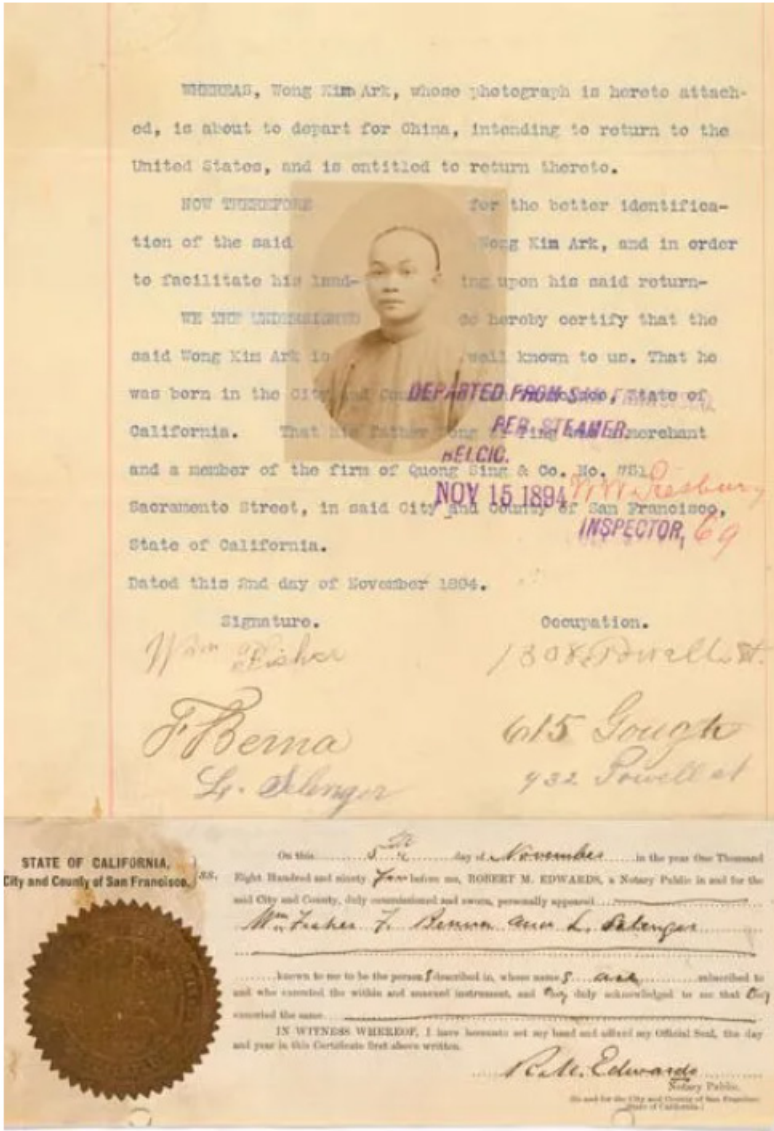 WHEREAS, Wong Kim Ark, whose photograph is hereto attach-
ed, is about to depart for China, intending to return to the
United States, and is entitled to return thereto.
NOW THEREFORE for the better identifica-
tion of the said Wong Kim Ark, and in order
to facilitate his land- ing upon his said return-
WE THE UNDERSIGNED do hereby certify that the
said Wong Kim Ark is well known to us. That he
was born in the City and State of
DEPARTED FROM SAN FRANCISCO
California. That his father merchant
PER STEAMER.
BELGIC.
and a member of the firm of Quong Sing & Co. No. 751
NOV 15 1894
Sacramento Street, in said City and County of San Francisco,
INSPECTOR, 69
State of California.
Dated this 2nd day of November 1894.
Signature. Occupation.
Wm Fisher 1308 Powell St.
F Berna 615 Gough
L. Selenger 932 Powell st
STATE OF CALIFORNIA,
City and County of San Francisco. ss.
On this 5th day of November in the year One Thousand
Eight Hundred and ninety before me, ROBERT M. EDWARDS, a Notary Public in and for the
said City and County, duly commissioned and sworn, personally appeared
Wm Fisher F. and L. Selenger
known to me to be the persons described in, whose names are subscribed to
and who executed the within and annexed instrument, and they duly acknowledged to me that they
executed the same.
IN WITNESS WHEREOF, I have hereunto set my hand and affixed my Official Seal, the day
and year in this Certificate first above written.
R. M. Edwards
Notary Public.
In and for the City and County of San Francisco
State of California.